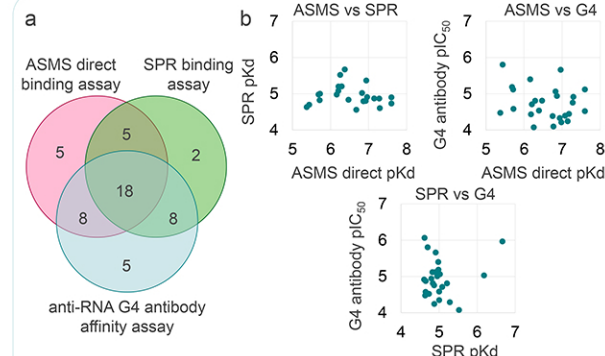 a
ASMS direct
binding assay
SPR binding
assay
5
5
2
18
8
8
5
anti-RNA G4 antibody
affinity assay
b
ASMS vs SPR
7
6
5
4
SPR pKd
5 6 7 8
ASMS direct pKd
ASMS vs G4
7
6
5
4
G4 antibody pIC50
5 6 7 8
ASMS direct pKd
SPR vs G4
7
6
5
4
G4 antibody pIC50
4 5 6 7
SPR pKd